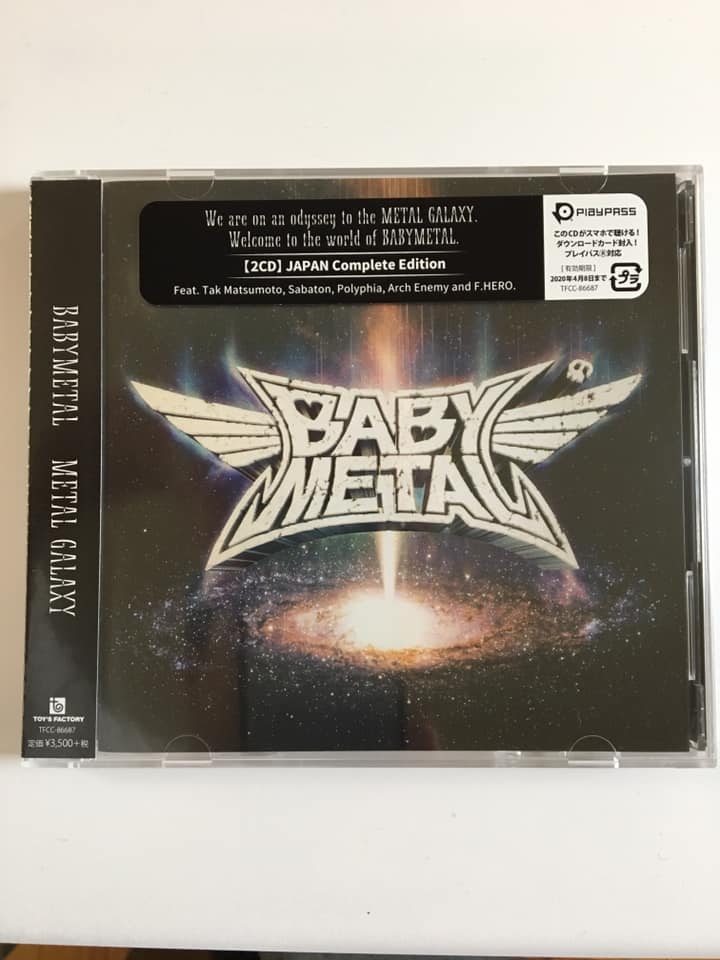 We are on an odyssey to the METAL GALAXY.
Welcome to the world of BABYMETAL.
【2CD】JAPAN Complete Edition
Feat. Tak Matsumoto, Sabaton, Polyphia, Arch Enemy and F.HERO.
PlayPASS
このCDがスマホで聴ける!
ダウンロードカード封入!
プレイパス®対応
[有効期限]
2020年4月8日まで
TFCC-86687
プラ
BABY
METAL
BABYMETAL METAL GALAXY
TOY'S FACTORY
TFCC-86687
定価 ¥3,500+税